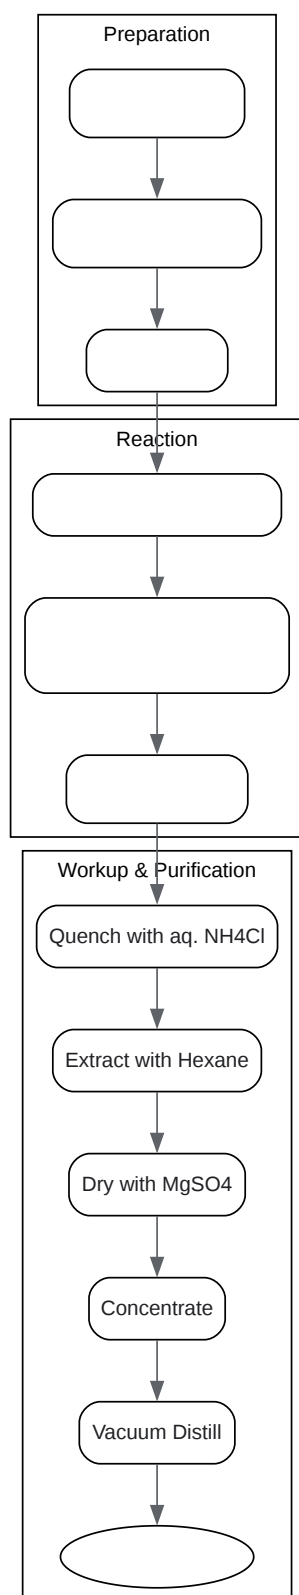 Preparation
Reaction
Workup & Purification
Quench with aq. NH4Cl
Extract with Hexane
Dry with MgSO4
Concentrate
Vacuum Distill